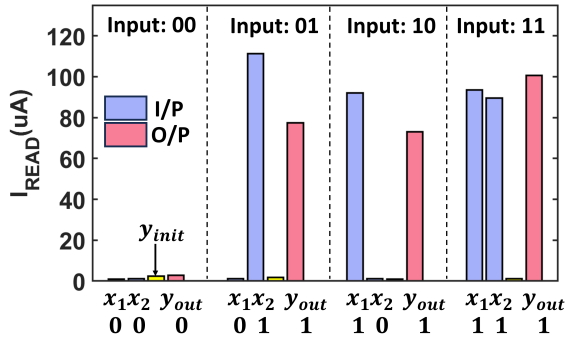 Input: 00 Input: 01 Input: 10 Input: 11
120
100
80
60
40
20
0
I_READ(uA)
I/P
O/P
y_init
x₁x₂ y_out x₁x₂ y_out x₁x₂ y_out x₁x₂ y_out
0 0 0 0 1 1 1 0 1 1 1 1